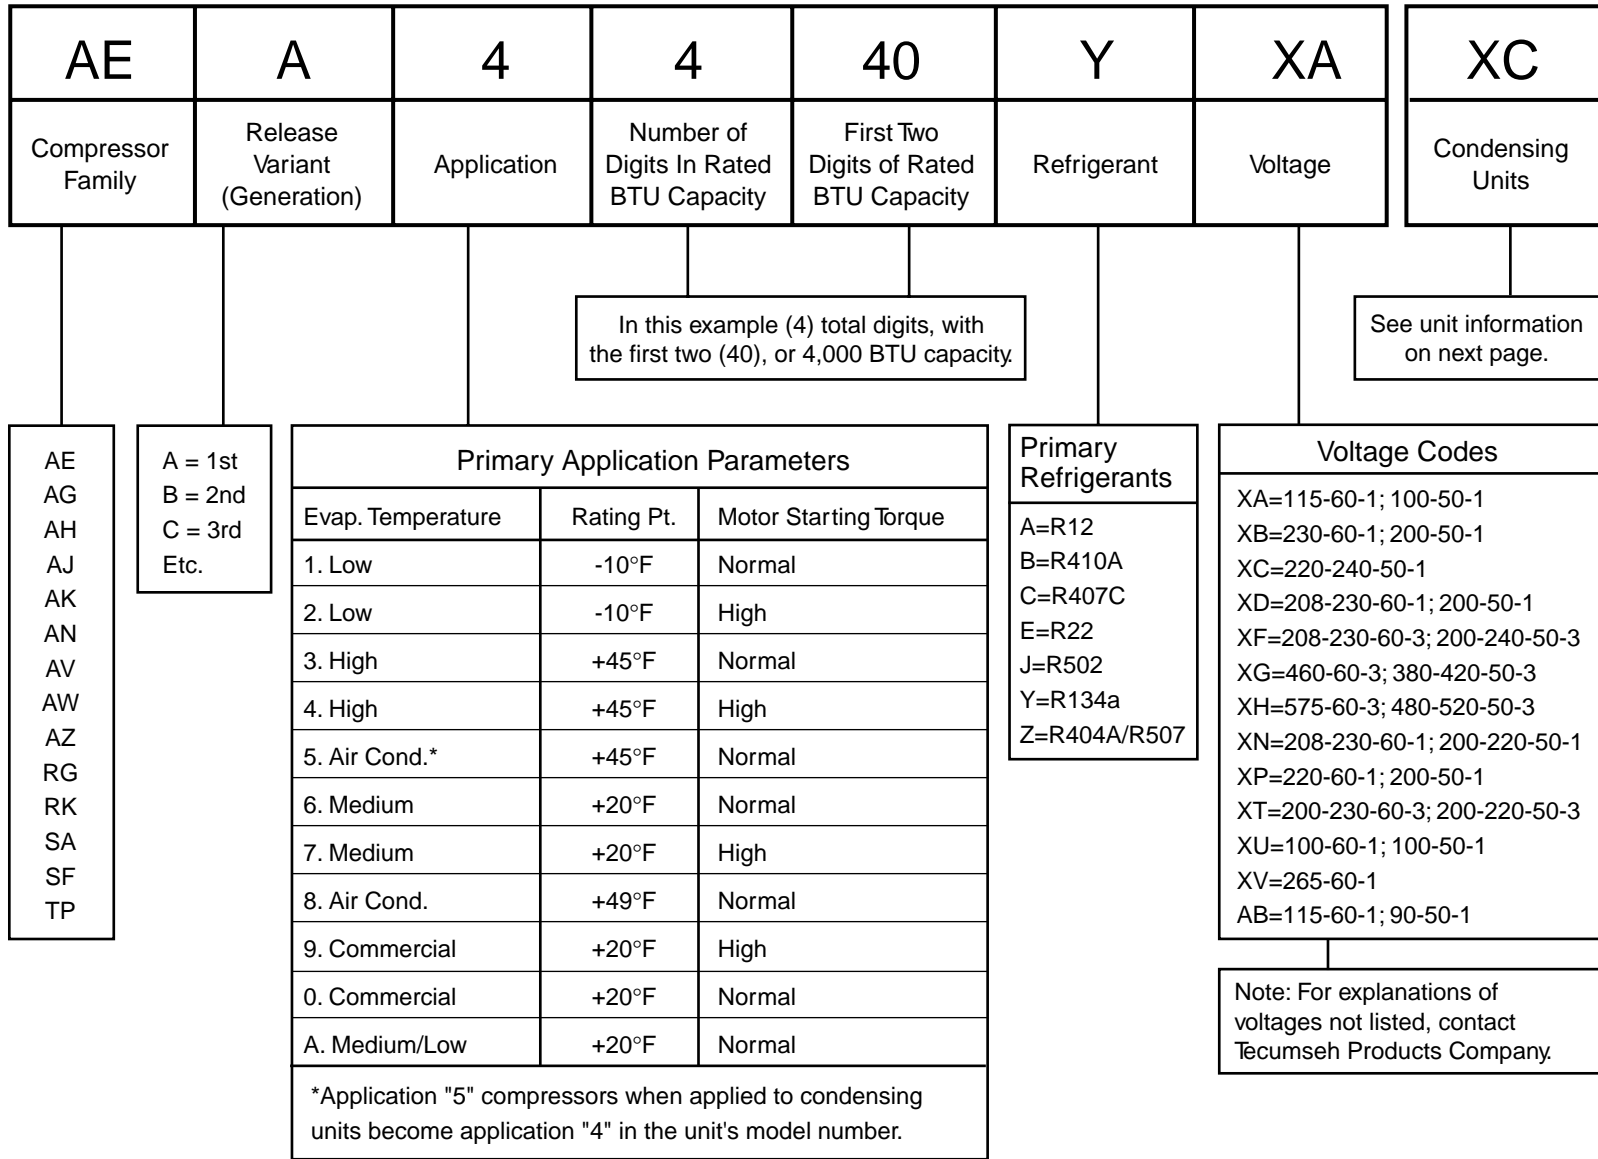 AE A 4 4 40 Y XA XC
Compressor
Family
Release
Variant
(Generation)
Application
Number of
Digits In Rated
BTU Capacity
First Two
Digits of Rated
BTU Capacity
Refrigerant
Voltage
Condensing
Units
In this example (4) total digits, with
the first two (40), or 4,000 BTU capacity.
See unit information
on next page.
AE
AG
AH
AJ
AK
AN
AV
AW
AZ
RG
RK
SA
SF
TP
A = 1st
B = 2nd
C = 3rd
Etc.
Primary Application Parameters
Evap. Temperature Rating Pt. Motor Starting Torque
1. Low -10°F Normal
2. Low -10°F High
3. High +45°F Normal
4. High +45°F High
5. Air Cond.* +45°F Normal
6. Medium +20°F Normal
7. Medium +20°F High
8. Air Cond. +49°F Normal
9. Commercial +20°F High
0. Commercial +20°F Normal
A. Medium/Low +20°F Normal
*Application "5" compressors when applied to condensing
units become application "4" in the unit's model number.
Primary
Refrigerants
A=R12
B=R410A
C=R407C
E=R22
J=R502
Y=R134a
Z=R404A/R507
Voltage Codes
XA=115-60-1; 100-50-1
XB=230-60-1; 200-50-1
XC=220-240-50-1
XD=208-230-60-1; 200-50-1
XF=208-230-60-3; 200-240-50-3
XG=460-60-3; 380-420-50-3
XH=575-60-3; 480-520-50-3
XN=208-230-60-1; 200-220-50-1
XP=220-60-1; 200-50-1
XT=200-230-60-3; 200-220-50-3
XU=100-60-1; 100-50-1
XV=265-60-1
AB=115-60-1; 90-50-1
Note: For explanations of
voltages not listed, contact
Tecumseh Products Company.